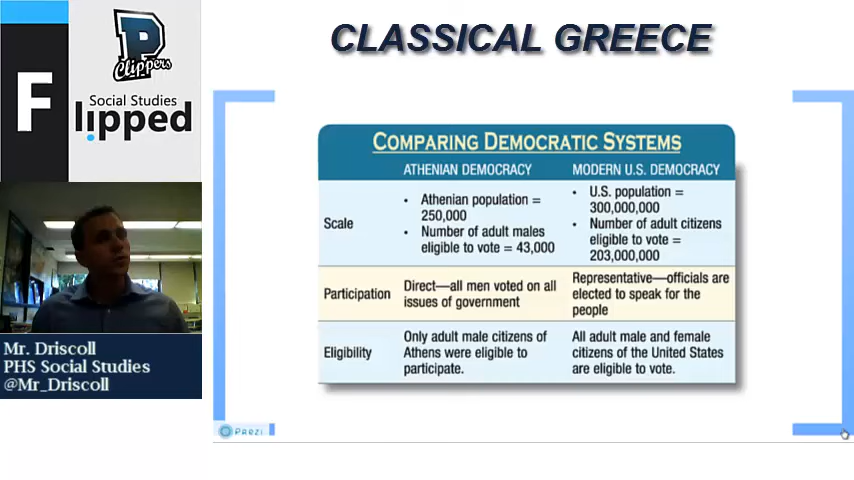 CLASSICAL GREECE
P
Clippers
F
Social Studies
flipped
COMPARING DEMOCRATIC SYSTEMS
ATHENIAN DEMOCRACY
MODERN U.S. DEMOCRACY
Scale
• Athenian population =
250,000
• Number of adult males
eligible to vote = 43,000
• U.S. population =
300,000,000
• Number of adult citizens
eligible to vote =
203,000,000
Participation
Direct—all men voted on all
issues of government
Representative—officials are
elected to speak for the
people
Eligibility
Only adult male citizens of
Athens were eligible to
participate.
All adult male and female
citizens of the United States
are eligible to vote.
Mr. Driscoll
PHS Social Studies
@Mr_Driscoll
Prezi